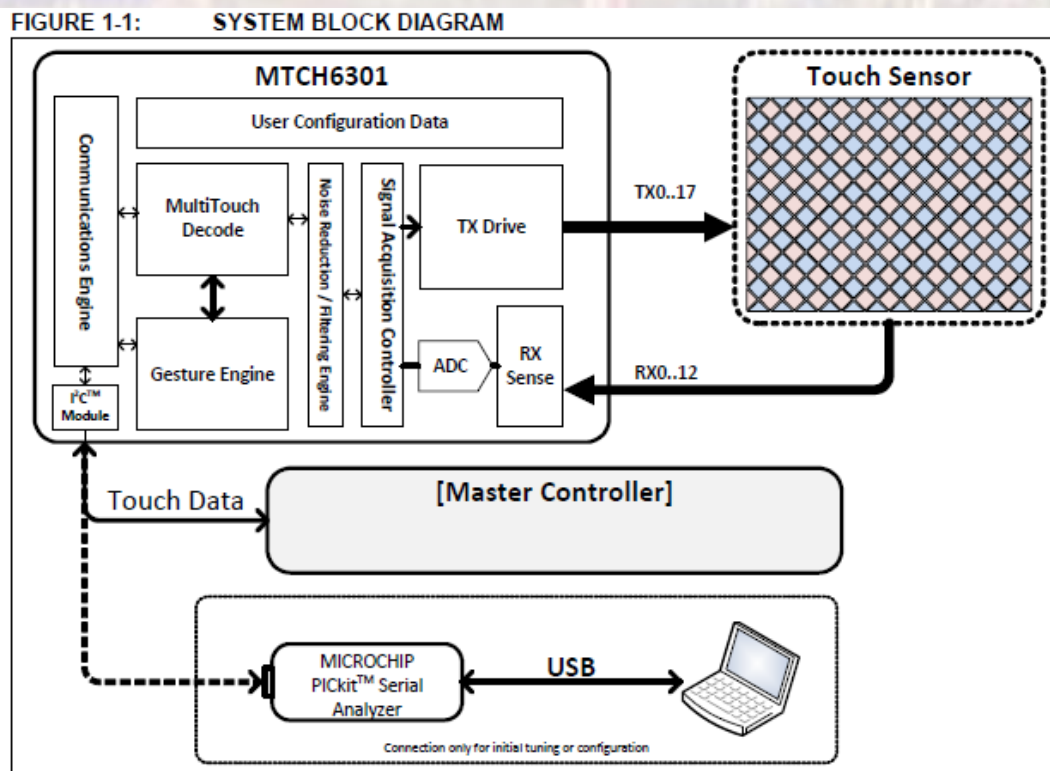 FIGURE 1-1: SYSTEM BLOCK DIAGRAM
MTCH6301
User Configuration Data
Communications Engine
MultiTouch
Decode
Noise Reduction / Filtering Engine
Signal Acquisition Controller
TX Drive
Gesture Engine
ADC
RX
Sense
I²C™
Module
TX0..17
RX0..12
Touch Sensor
Touch Data
[Master Controller]
MICROCHIP
PICkit™ Serial
Analyzer
USB
Connection only for initial tuning or configuration